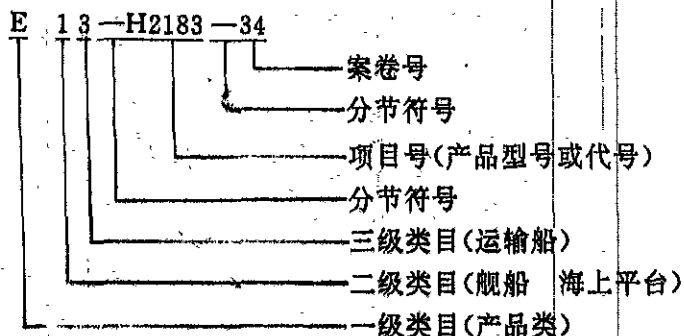 E 13—H2183—34
案卷号
分节符号
项目号(产品型号或代号)
分节符号
三级类目(运输船)
二级类目(舰船 海上平台)
一级类目(产品类)